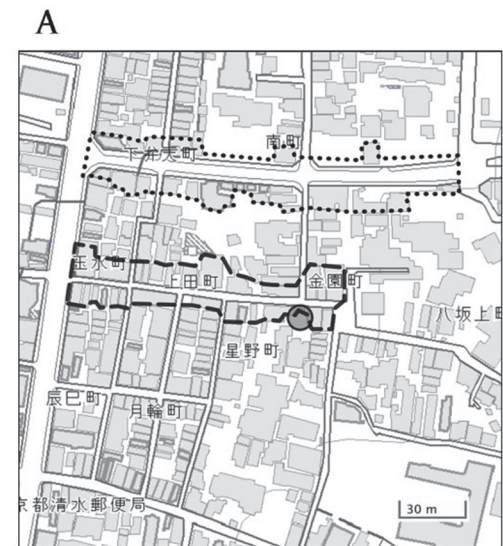 A
下弁天町
南町
玉水町
上田町
金園町
八坂上町
星野町
辰巳町
月輪町
京都清水郵便局
30 m